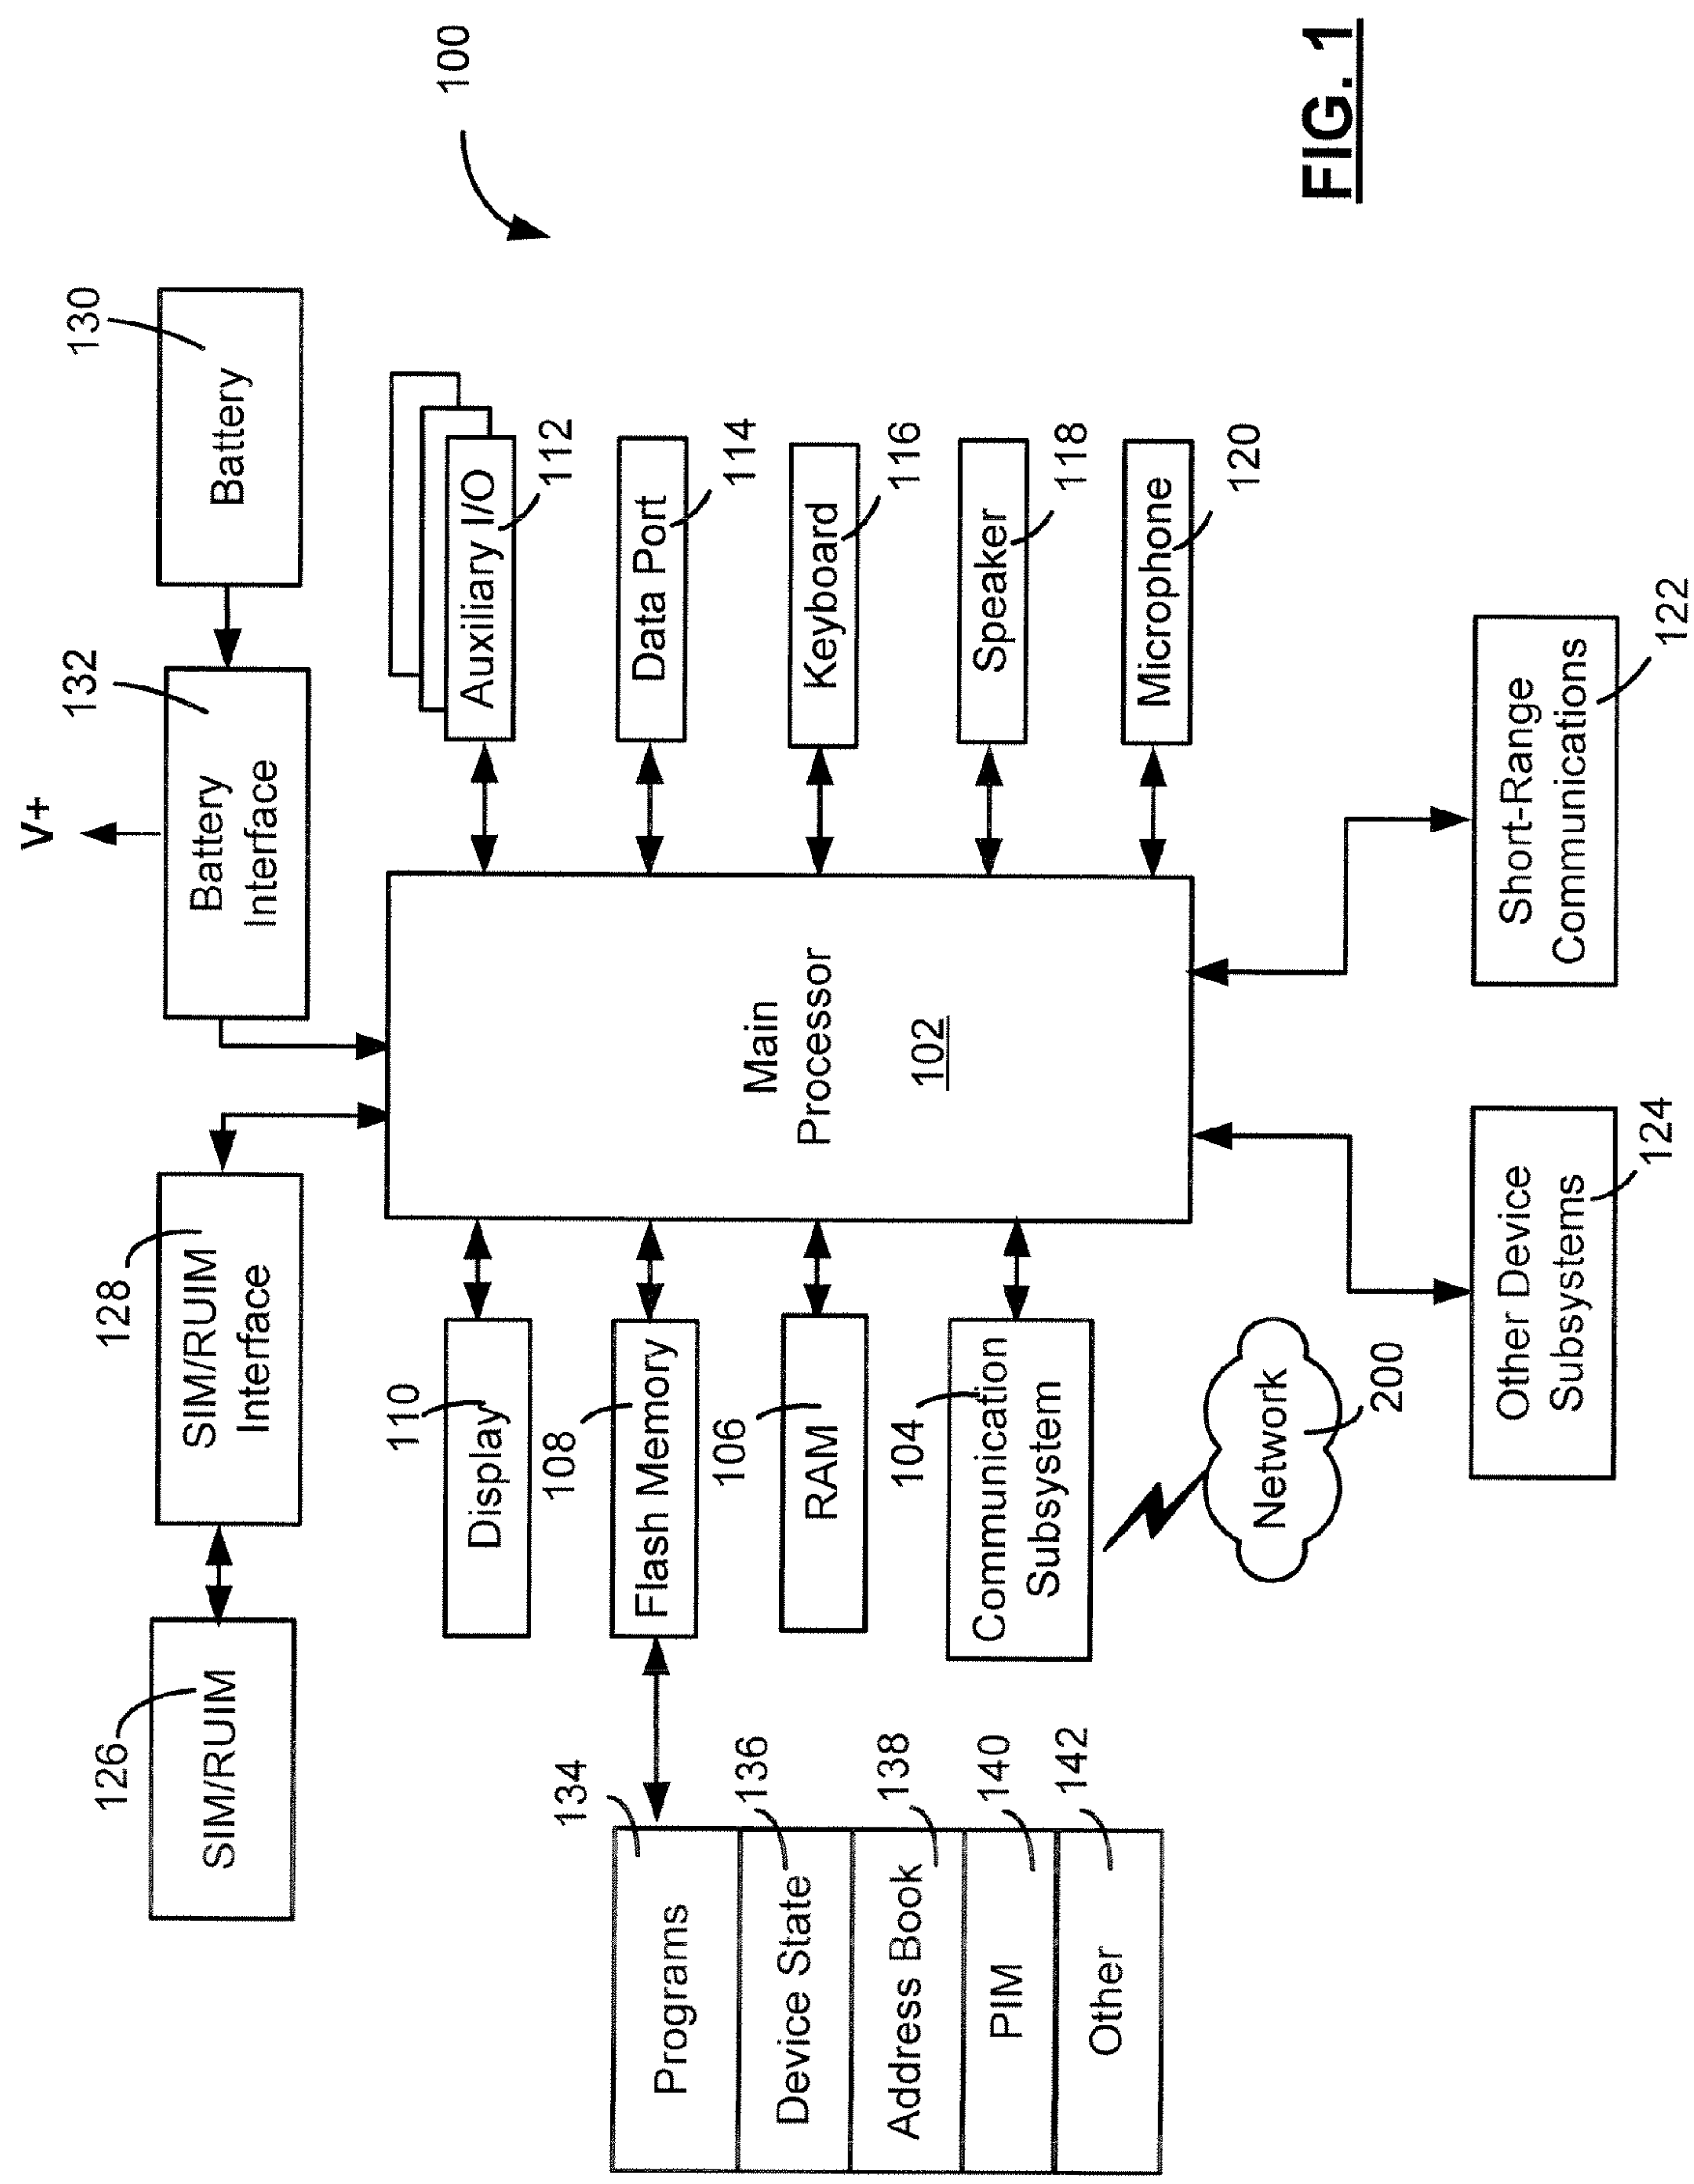 126
SIM/RUIM
128
SIM/RUIM
Interface
V+
132
Battery
Interface
130
Battery
100
110
Display
108
Flash Memory
106
RAM
104
Communication
Subsystem
Network
200
134
Programs
136
Device State
138
Address Book
140
PIM
142
Other
Main
Processor
102
Auxiliary I/O
112
Data Port
114
Keyboard
116
Speaker
118
Microphone
120
Other Device
Subsystems
124
Short-Range
Communications
122
FIG. 1